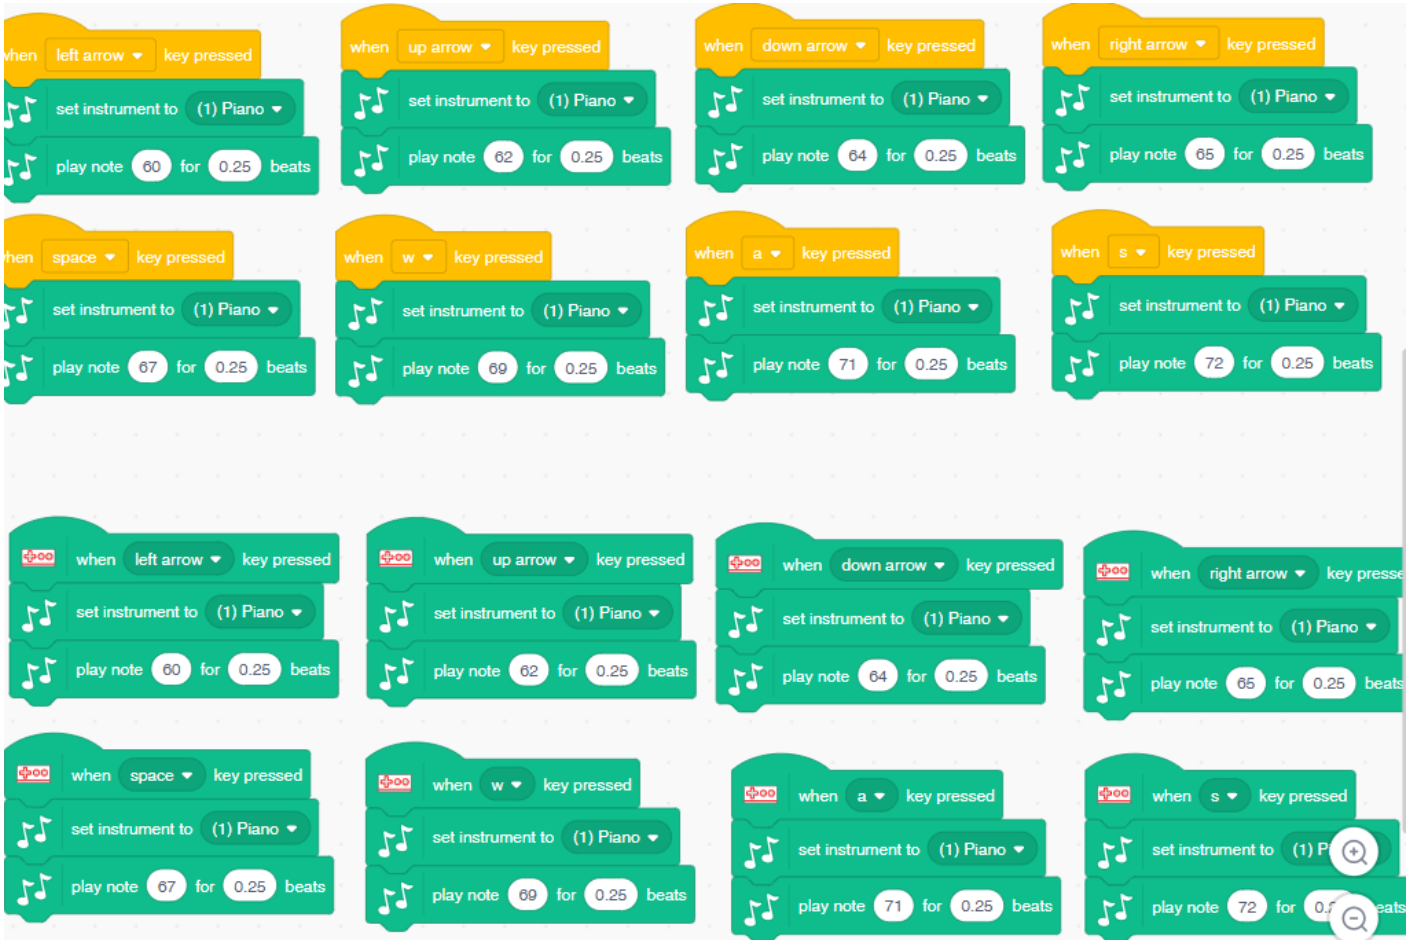 when left arrow key pressed
set instrument to (1) Piano
play note 60 for 0.25 beats
when up arrow key pressed
set instrument to (1) Piano
play note 62 for 0.25 beats
when down arrow key pressed
set instrument to (1) Piano
play note 64 for 0.25 beats
when right arrow key pressed
set instrument to (1) Piano
play note 65 for 0.25 beats
when space key pressed
set instrument to (1) Piano
play note 67 for 0.25 beats
when w key pressed
set instrument to (1) Piano
play note 69 for 0.25 beats
when a key pressed
set instrument to (1) Piano
play note 71 for 0.25 beats
when s key pressed
set instrument to (1) Piano
play note 72 for 0.25 beats
when left arrow key pressed
set instrument to (1) Piano
play note 60 for 0.25 beats
when up arrow key pressed
set instrument to (1) Piano
play note 62 for 0.25 beats
when down arrow key pressed
set instrument to (1) Piano
play note 64 for 0.25 beats
when right arrow key presse
set instrument to (1) Piano
play note 65 for 0.25 beats
when space key pressed
set instrument to (1) Piano
play note 67 for 0.25 beats
when w key pressed
set instrument to (1) Piano
play note 69 for 0.25 beats
when a key pressed
set instrument to (1) Piano
play note 71 for 0.25 beats
when s key pressed
set instrument to (1) P
play note 72 for 0.2 eats